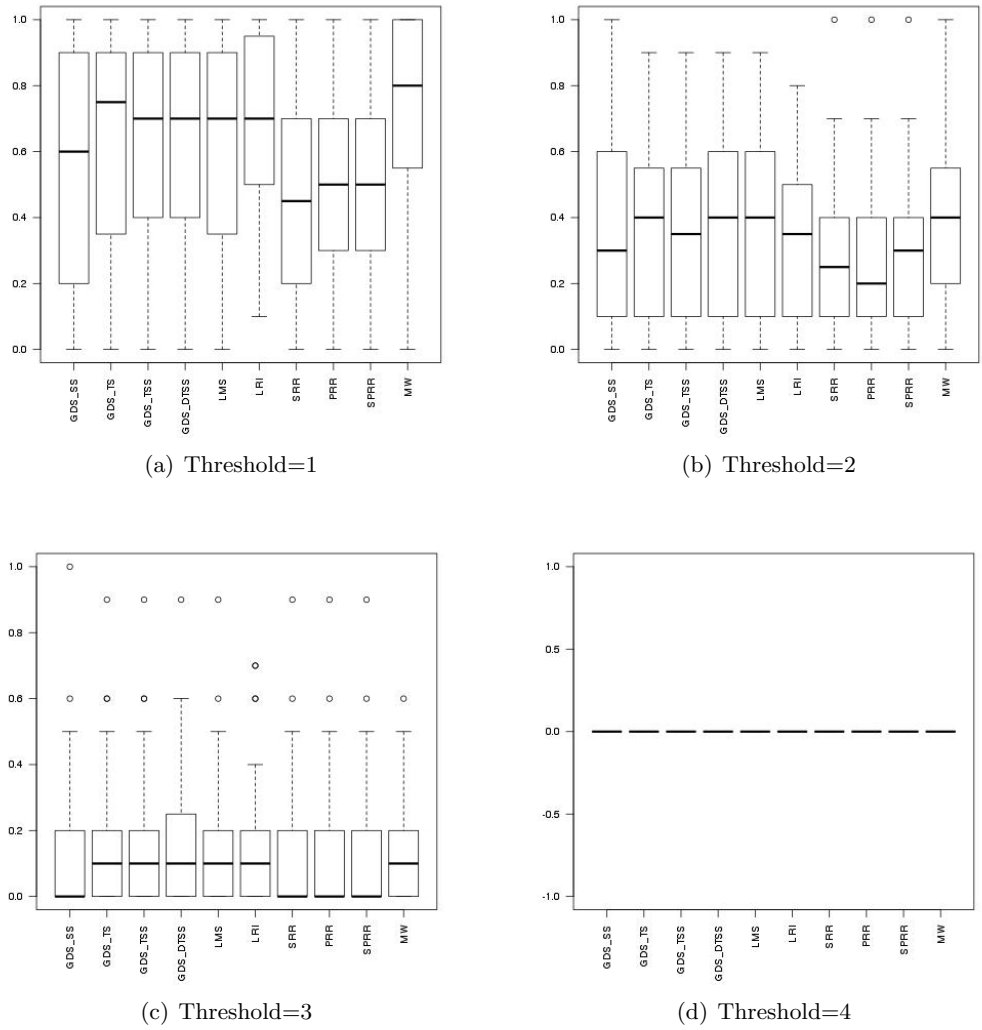 1.0
0.8
0.6
0.4
0.2
0.0
GDS_SS
GDS_TS
GDS_TSS
GDS_DTSS
LMS
LRI
SRR
PRR
SPRR
MW
(a) Threshold=1
1.0
0.8
0.6
0.4
0.2
0.0
GDS_SS
GDS_TS
GDS_TSS
GDS_DTSS
LMS
LRI
SRR
PRR
SPRR
MW
(b) Threshold=2
1.0
0.8
0.6
0.4
0.2
0.0
GDS_SS
GDS_TS
GDS_TSS
GDS_DTSS
LMS
LRI
SRR
PRR
SPRR
MW
(c) Threshold=3
1.0
0.5
0.0
-0.5
-1.0
GDS_SS
GDS_TS
GDS_TSS
GDS_DTSS
LMS
LRI
SRR
PRR
SPRR
MW
(d) Threshold=4